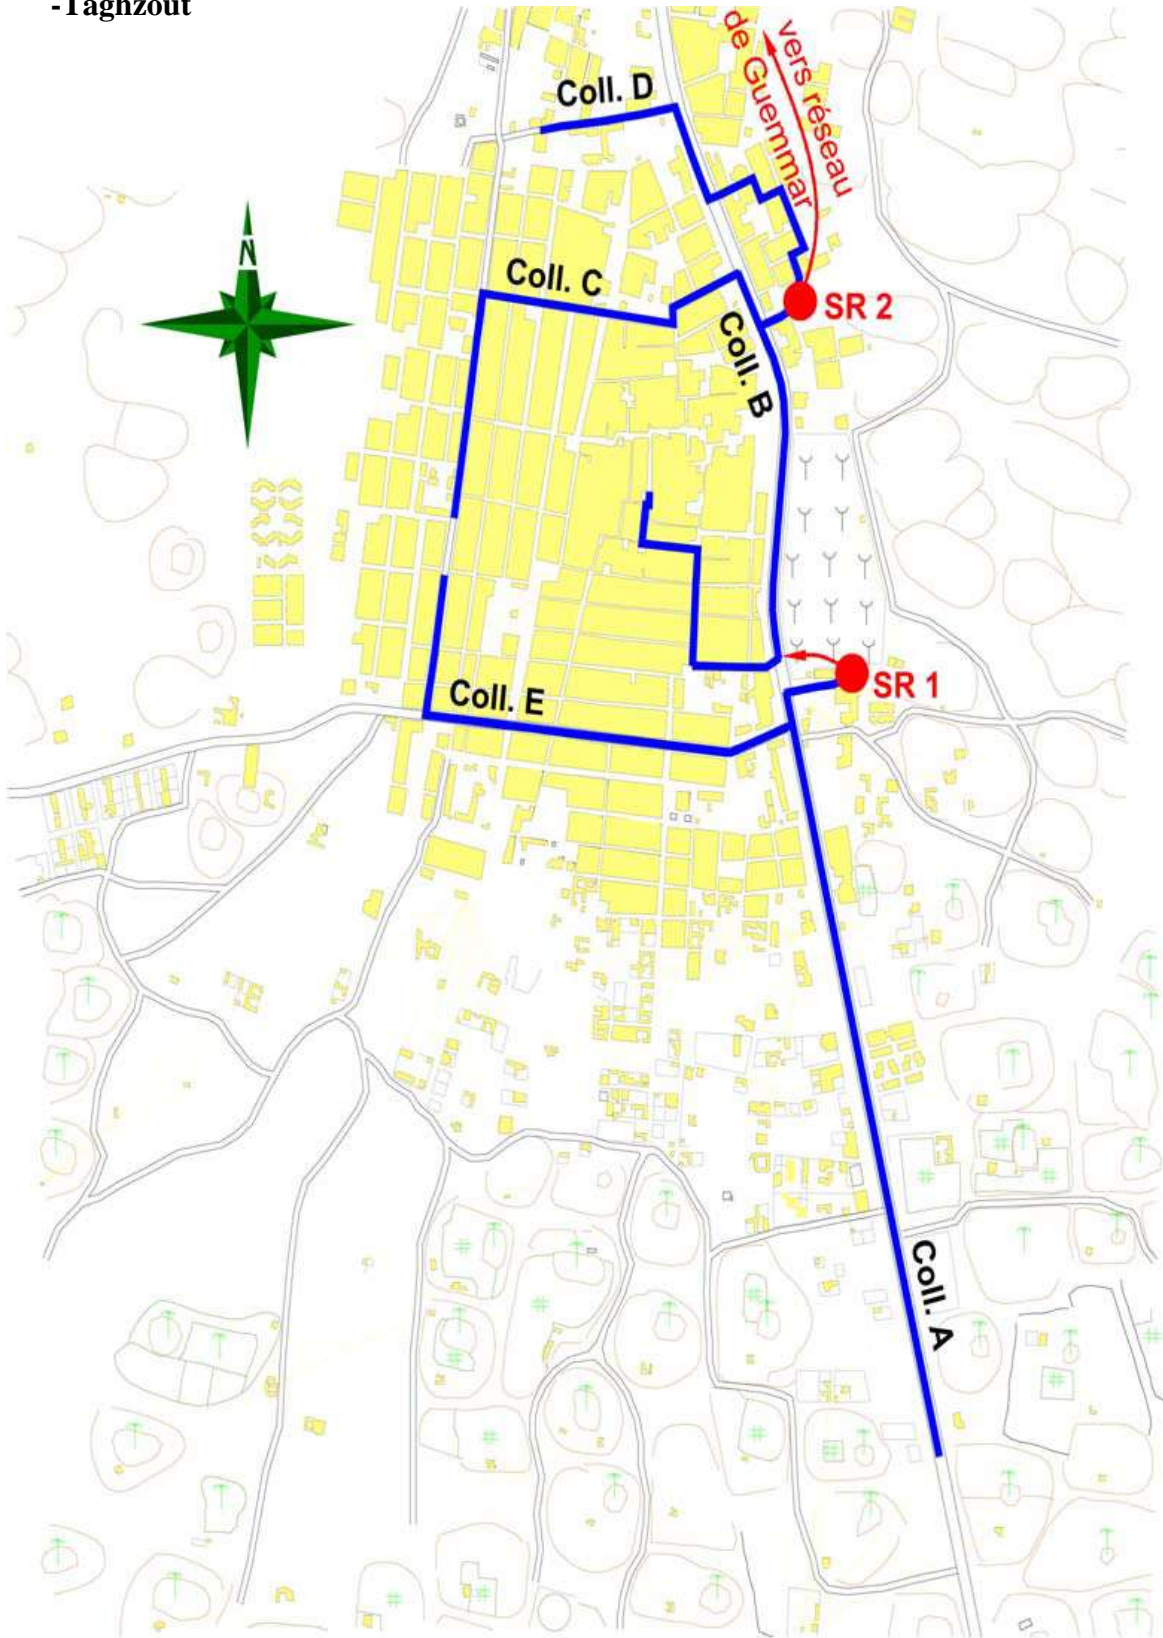 -Taghzout
vers réseau
de Guemmar
Coll. D
N
Coll. C
SR 2
Coll. B
SR 1
Coll. E
Coll. A